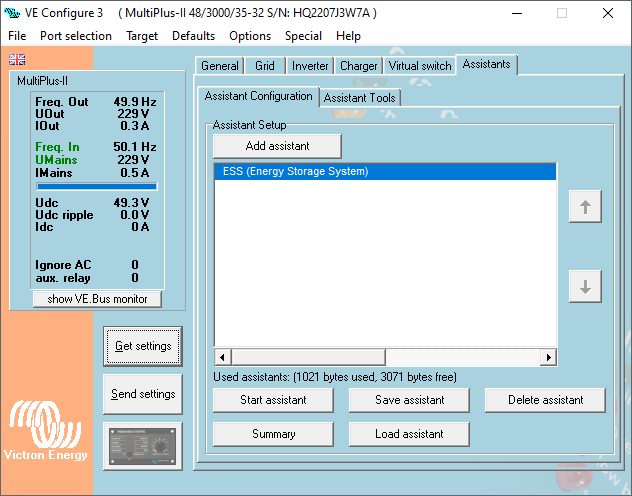 VE Configure 3 ( MultiPlus-II 48/3000/35-32 S/N: HQ2207J3W7A )
File Port selection Target Defaults Options Special Help
General Grid Inverter Charger Virtual switch Assistants
MultiPlus-II
Freq. Out 49.9 Hz
UOut 229 V
IOut 0.3 A
Freq. In 50.1 Hz
UMains 229 V
IMains 0.5 A
Udc 49.3 V
Udc ripple 0.0 V
Idc 0 A
Ignore AC 0
aux. relay 0
show VE.Bus monitor
Get settings
Send settings
Victron Energy
Assistant Configuration Assistant Tools
Assistant Setup
Add assistant
ESS (Energy Storage System)
Used assistants: (1021 bytes used, 3071 bytes free)
Start assistant Save assistant Delete assistant
Summary Load assistant